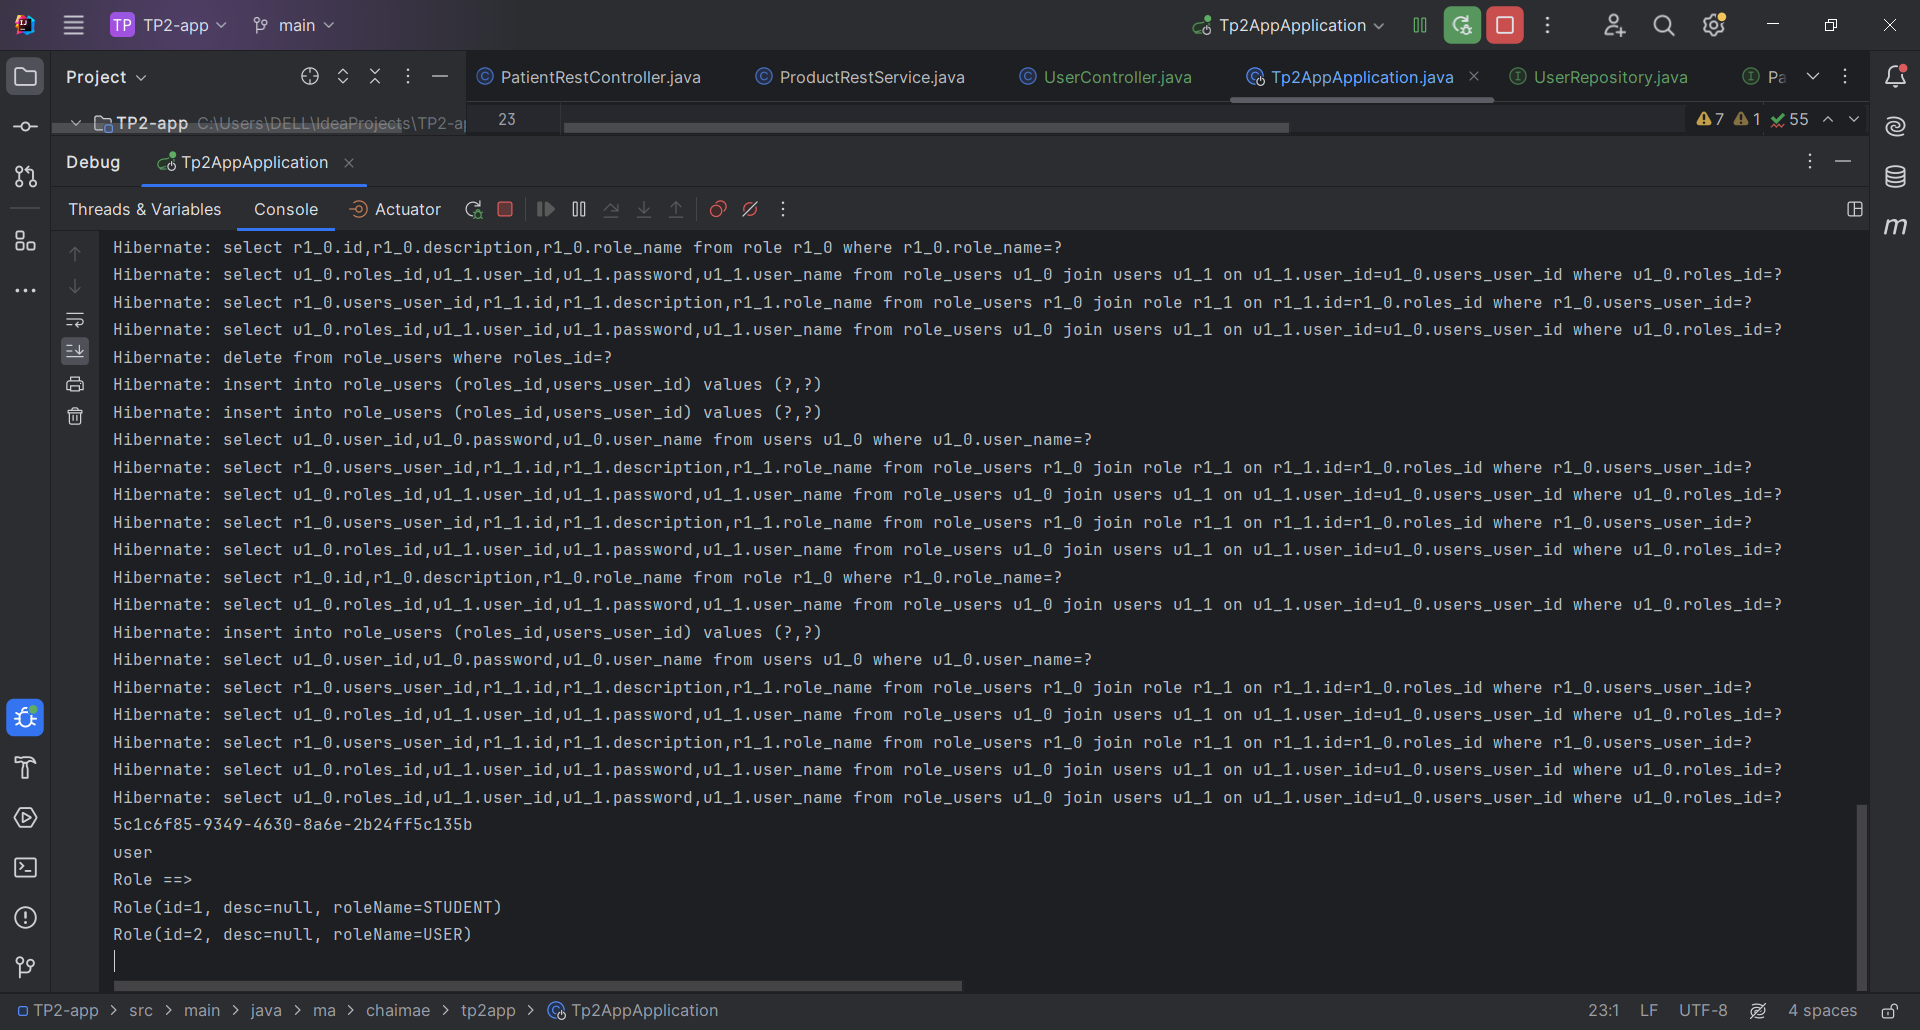 TP TP2-app main Tp2AppApplication
Project PatientRestController.java ProductRestService.java UserController.java Tp2AppApplication.java UserRepository.java Pa
TP2-app C:\Users\DELL\IdeaProjects\TP2-a 23 7 1 55
Debug Tp2AppApplication
Threads & Variables Console Actuator
Hibernate: select r1_0.id,r1_0.description,r1_0.role_name from role r1_0 where r1_0.role_name=?
Hibernate: select u1_0.roles_id,u1_1.user_id,u1_1.password,u1_1.user_name from role_users u1_0 join users u1_1 on u1_1.user_id=u1_0.users_user_id where u1_0.roles_id=?
Hibernate: select r1_0.users_user_id,r1_1.id,r1_1.description,r1_1.role_name from role_users r1_0 join role r1_1 on r1_1.id=r1_0.roles_id where r1_0.users_user_id=?
Hibernate: select u1_0.roles_id,u1_1.user_id,u1_1.password,u1_1.user_name from role_users u1_0 join users u1_1 on u1_1.user_id=u1_0.users_user_id where u1_0.roles_id=?
Hibernate: delete from role_users where roles_id=?
Hibernate: insert into role_users (roles_id,users_user_id) values (?,?)
Hibernate: insert into role_users (roles_id,users_user_id) values (?,?)
Hibernate: select u1_0.user_id,u1_0.password,u1_0.user_name from users u1_0 where u1_0.user_name=?
Hibernate: select r1_0.users_user_id,r1_1.id,r1_1.description,r1_1.role_name from role_users r1_0 join role r1_1 on r1_1.id=r1_0.roles_id where r1_0.users_user_id=?
Hibernate: select u1_0.roles_id,u1_1.user_id,u1_1.password,u1_1.user_name from role_users u1_0 join users u1_1 on u1_1.user_id=u1_0.users_user_id where u1_0.roles_id=?
Hibernate: select r1_0.users_user_id,r1_1.id,r1_1.description,r1_1.role_name from role_users r1_0 join role r1_1 on r1_1.id=r1_0.roles_id where r1_0.users_user_id=?
Hibernate: select u1_0.roles_id,u1_1.user_id,u1_1.password,u1_1.user_name from role_users u1_0 join users u1_1 on u1_1.user_id=u1_0.users_user_id where u1_0.roles_id=?
Hibernate: select r1_0.id,r1_0.description,r1_0.role_name from role r1_0 where r1_0.role_name=?
Hibernate: select u1_0.roles_id,u1_1.user_id,u1_1.password,u1_1.user_name from role_users u1_0 join users u1_1 on u1_1.user_id=u1_0.users_user_id where u1_0.roles_id=?
Hibernate: insert into role_users (roles_id,users_user_id) values (?,?)
Hibernate: select u1_0.user_id,u1_0.password,u1_0.user_name from users u1_0 where u1_0.user_name=?
Hibernate: select r1_0.users_user_id,r1_1.id,r1_1.description,r1_1.role_name from role_users r1_0 join role r1_1 on r1_1.id=r1_0.roles_id where r1_0.users_user_id=?
Hibernate: select u1_0.roles_id,u1_1.user_id,u1_1.password,u1_1.user_name from role_users u1_0 join users u1_1 on u1_1.user_id=u1_0.users_user_id where u1_0.roles_id=?
Hibernate: select r1_0.users_user_id,r1_1.id,r1_1.description,r1_1.role_name from role_users r1_0 join role r1_1 on r1_1.id=r1_0.roles_id where r1_0.users_user_id=?
Hibernate: select u1_0.roles_id,u1_1.user_id,u1_1.password,u1_1.user_name from role_users u1_0 join users u1_1 on u1_1.user_id=u1_0.users_user_id where u1_0.roles_id=?
Hibernate: select u1_0.roles_id,u1_1.user_id,u1_1.password,u1_1.user_name from role_users u1_0 join users u1_1 on u1_1.user_id=u1_0.users_user_id where u1_0.roles_id=?
5c1c6f85-9349-4630-8a6e-2b24ff5c135b
user
Role ==>
Role(id=1, desc=null, roleName=STUDENT)
Role(id=2, desc=null, roleName=USER)
TP2-app > src > main > java > ma > chaimae > tp2app > Tp2AppApplication 23:1 LF UTF-8 4 spaces